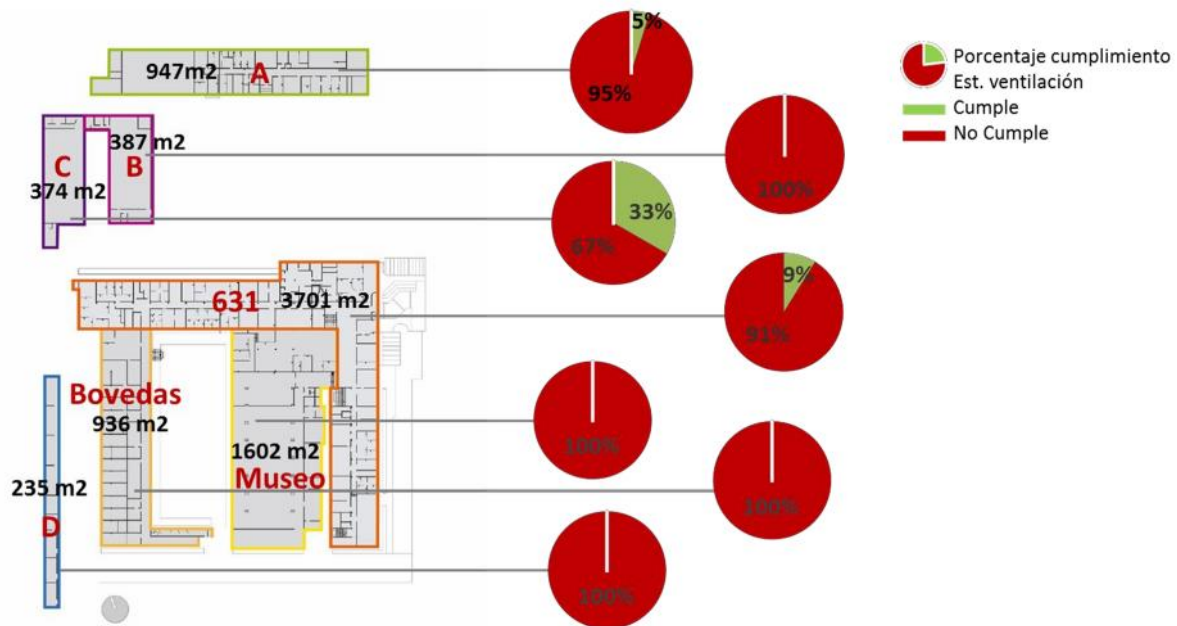 947m2
A
5%
95%
Porcentaje cumplimiento
Est. ventilación
Cumple
No Cumple
387 m2
C
B
374 m2
100%
33%
67%
631
3701 m2
9%
91%
Bovedas
936 m2
100%
1602 m2
Museo
100%
235 m2
D
100%